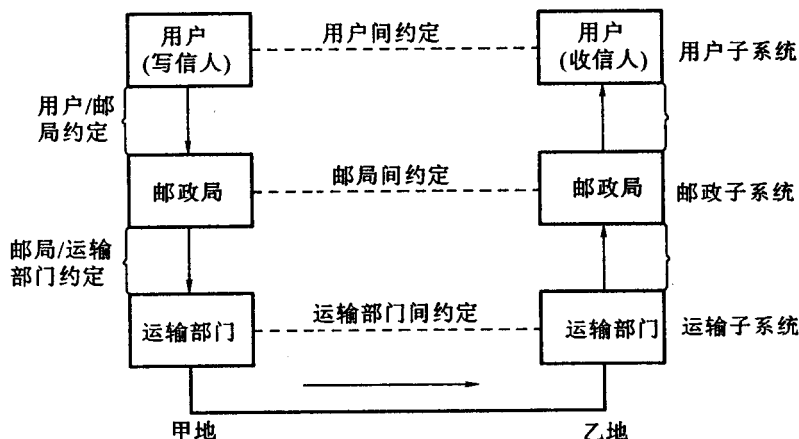 用户
(写信人)
用户间约定
用户
(收信人)
用户子系统
用户/邮
局约定
邮政局
邮局间约定
邮政局
邮政子系统
邮局/运输
部门约定
运输部门
运输部门间约定
运输部门
运输子系统
甲地
乙地